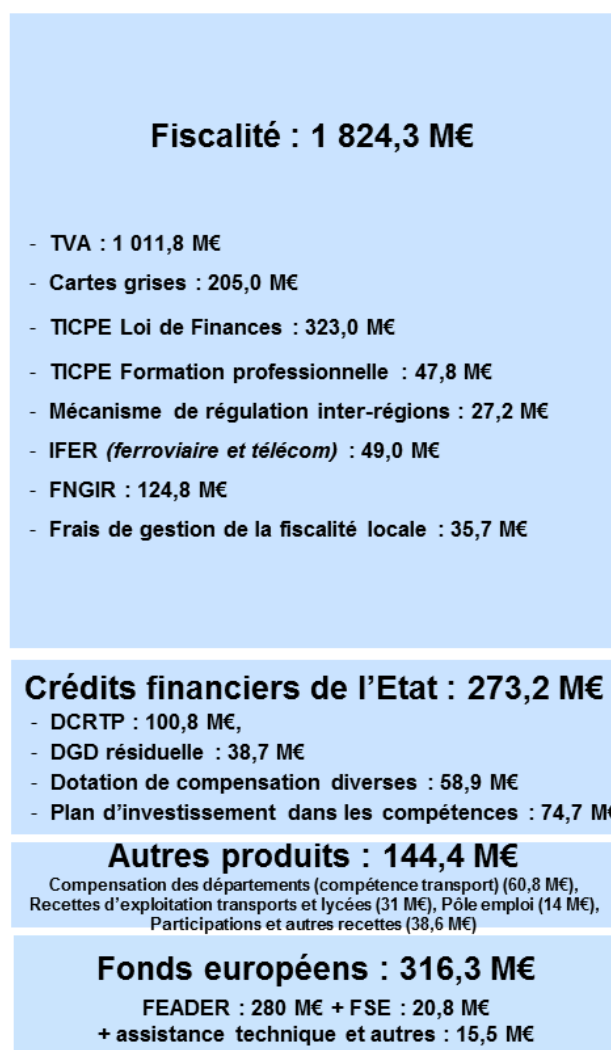 Fiscalité : 1 824,3 M€
- TVA : 1 011,8 M€
- Cartes grises : 205,0 M€
- TICPE Loi de Finances : 323,0 M€
- TICPE Formation professionnelle : 47,8 M€
- Mécanisme de régulation inter-régions : 27,2 M€
- IFER (ferroviaire et télécom) : 49,0 M€
- FNGIR : 124,8 M€
- Frais de gestion de la fiscalité locale : 35,7 M€
Crédits financiers de l’Etat : 273,2 M€
- DCRTP : 100,8 M€,
- DGD résiduelle : 38,7 M€
- Dotation de compensation diverses : 58,9 M€
- Plan d’investissement dans les compétences : 74,7 M€
Autres produits : 144,4 M€
Compensation des départements (compétence transport) (60,8 M€),
Recettes d’exploitation transports et lycées (31 M€), Pôle emploi (14 M€),
Participations et autres recettes (38,6 M€)
Fonds européens : 316,3 M€
FEADER : 280 M€ + FSE : 20,8 M€
+ assistance technique et autres : 15,5 M€